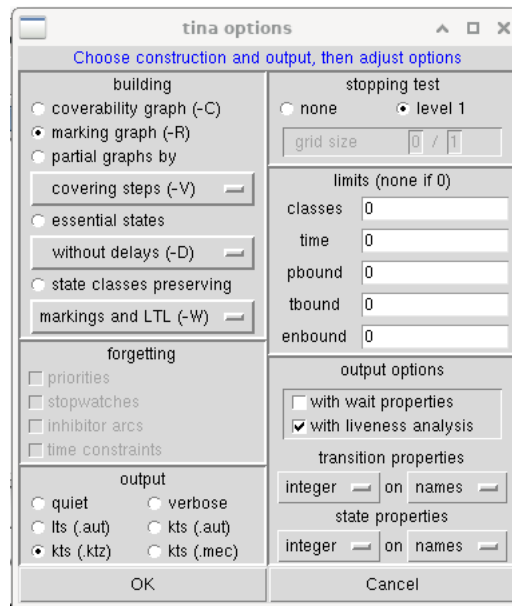 tina options
Choose construction and output, then adjust options
building
coverability graph (-C)
marking graph (-R)
partial graphs by
covering steps (-V)
essential states
without delays (-D)
state classes preserving
markings and LTL (-W)
forgetting
priorities
stopwatches
inhibitor arcs
time constraints
output
quiet verbose
lts (.aut) kts (.aut)
kts (.ktz) kts (.mec)
OK
stopping test
none level 1
grid size 0 / 1
limits (none if 0)
classes 0
time 0
pbound 0
tbound 0
enbound 0
output options
with wait properties
with liveness analysis
transition properties
integer on names
state properties
integer on names
Cancel